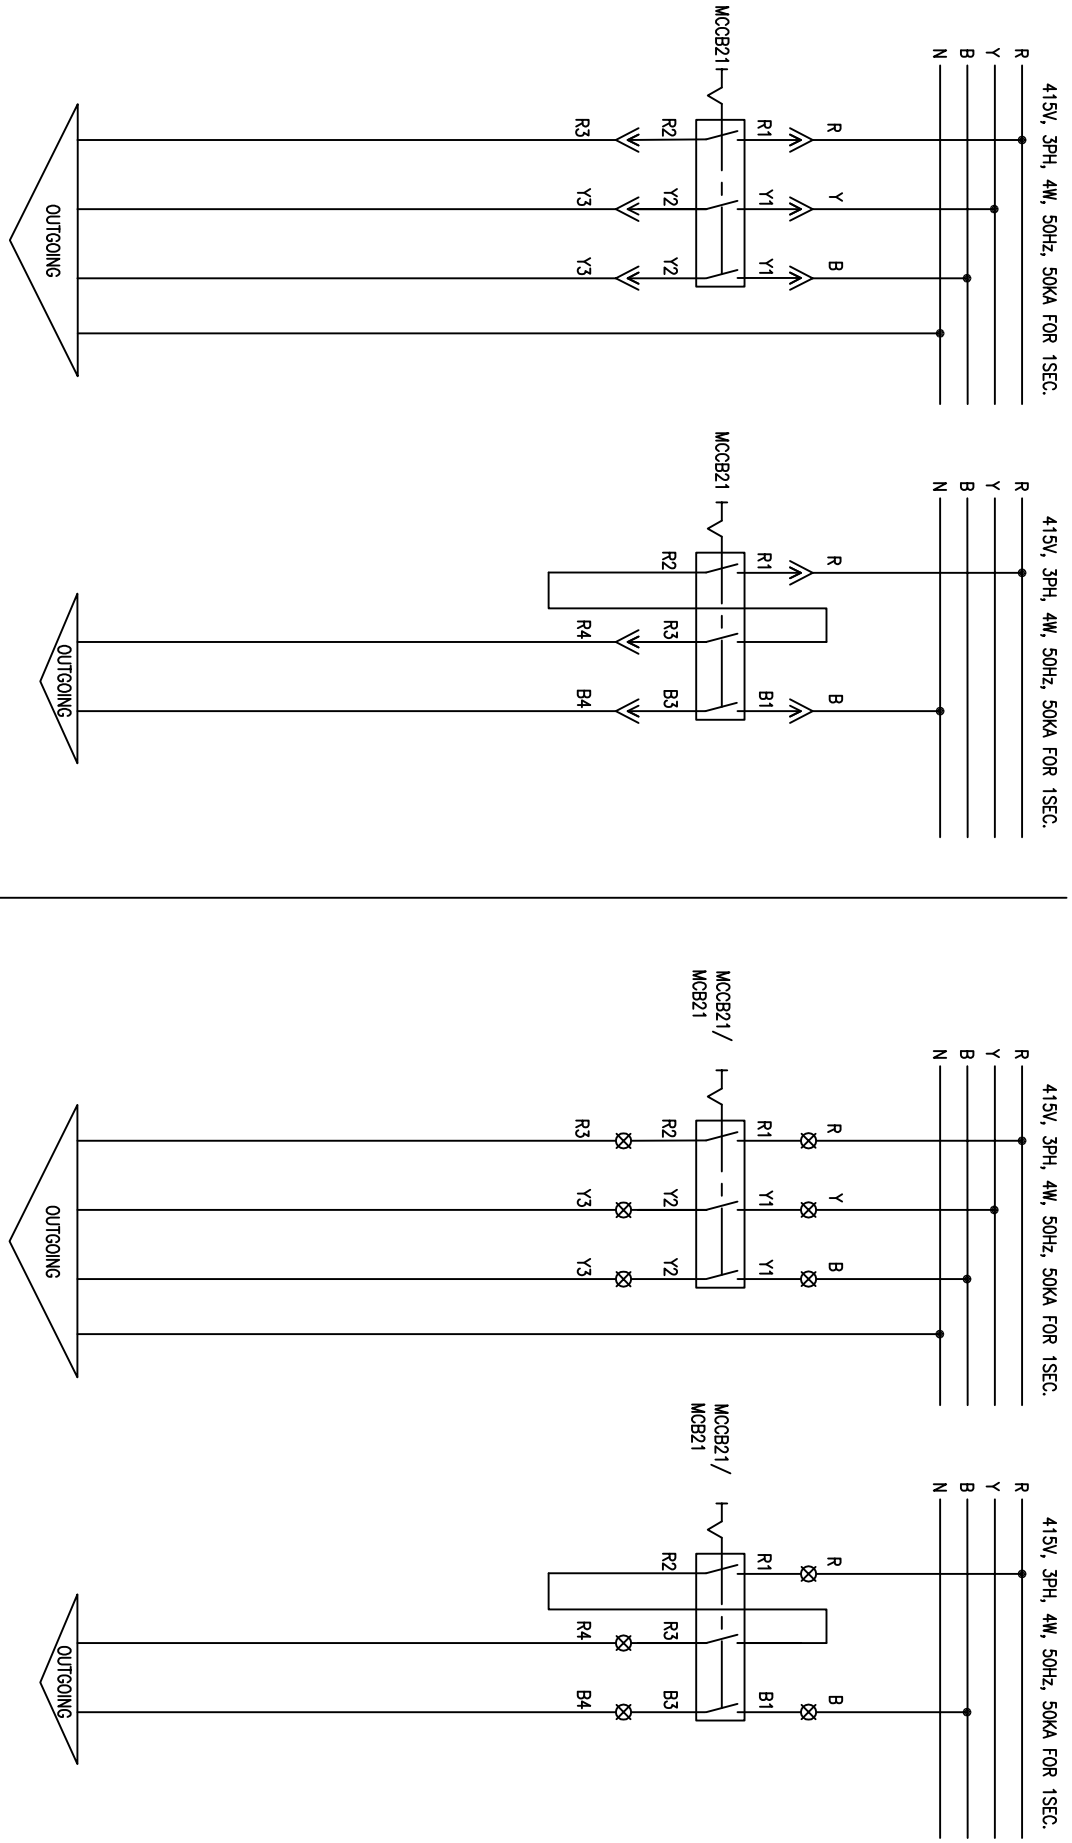 415V, 3PH, 4W, 50Hz, 50KA FOR 1SEC.
R
Y
B
N
R
Y
B
R1
Y1
Y1
MCCB21
R2
Y2
Y2
R3
Y3
Y3
OUTGOING
415V, 3PH, 4W, 50Hz, 50KA FOR 1SEC.
R
Y
B
N
R
B
R1
B1
MCCB21
R2
R3
B3
R4
B4
OUTGOING
415V, 3PH, 4W, 50Hz, 50KA FOR 1SEC.
R
Y
B
N
R
Y
B
R1
Y1
Y1
MCCB21/
MCB21
R2
Y2
Y2
R3
Y3
Y3
OUTGOING
415V, 3PH, 4W, 50Hz, 50KA FOR 1SEC.
R
Y
B
N
R
B
R1
B1
MCCB21/
MCB21
R2
R3
B3
R4
B4
OUTGOING